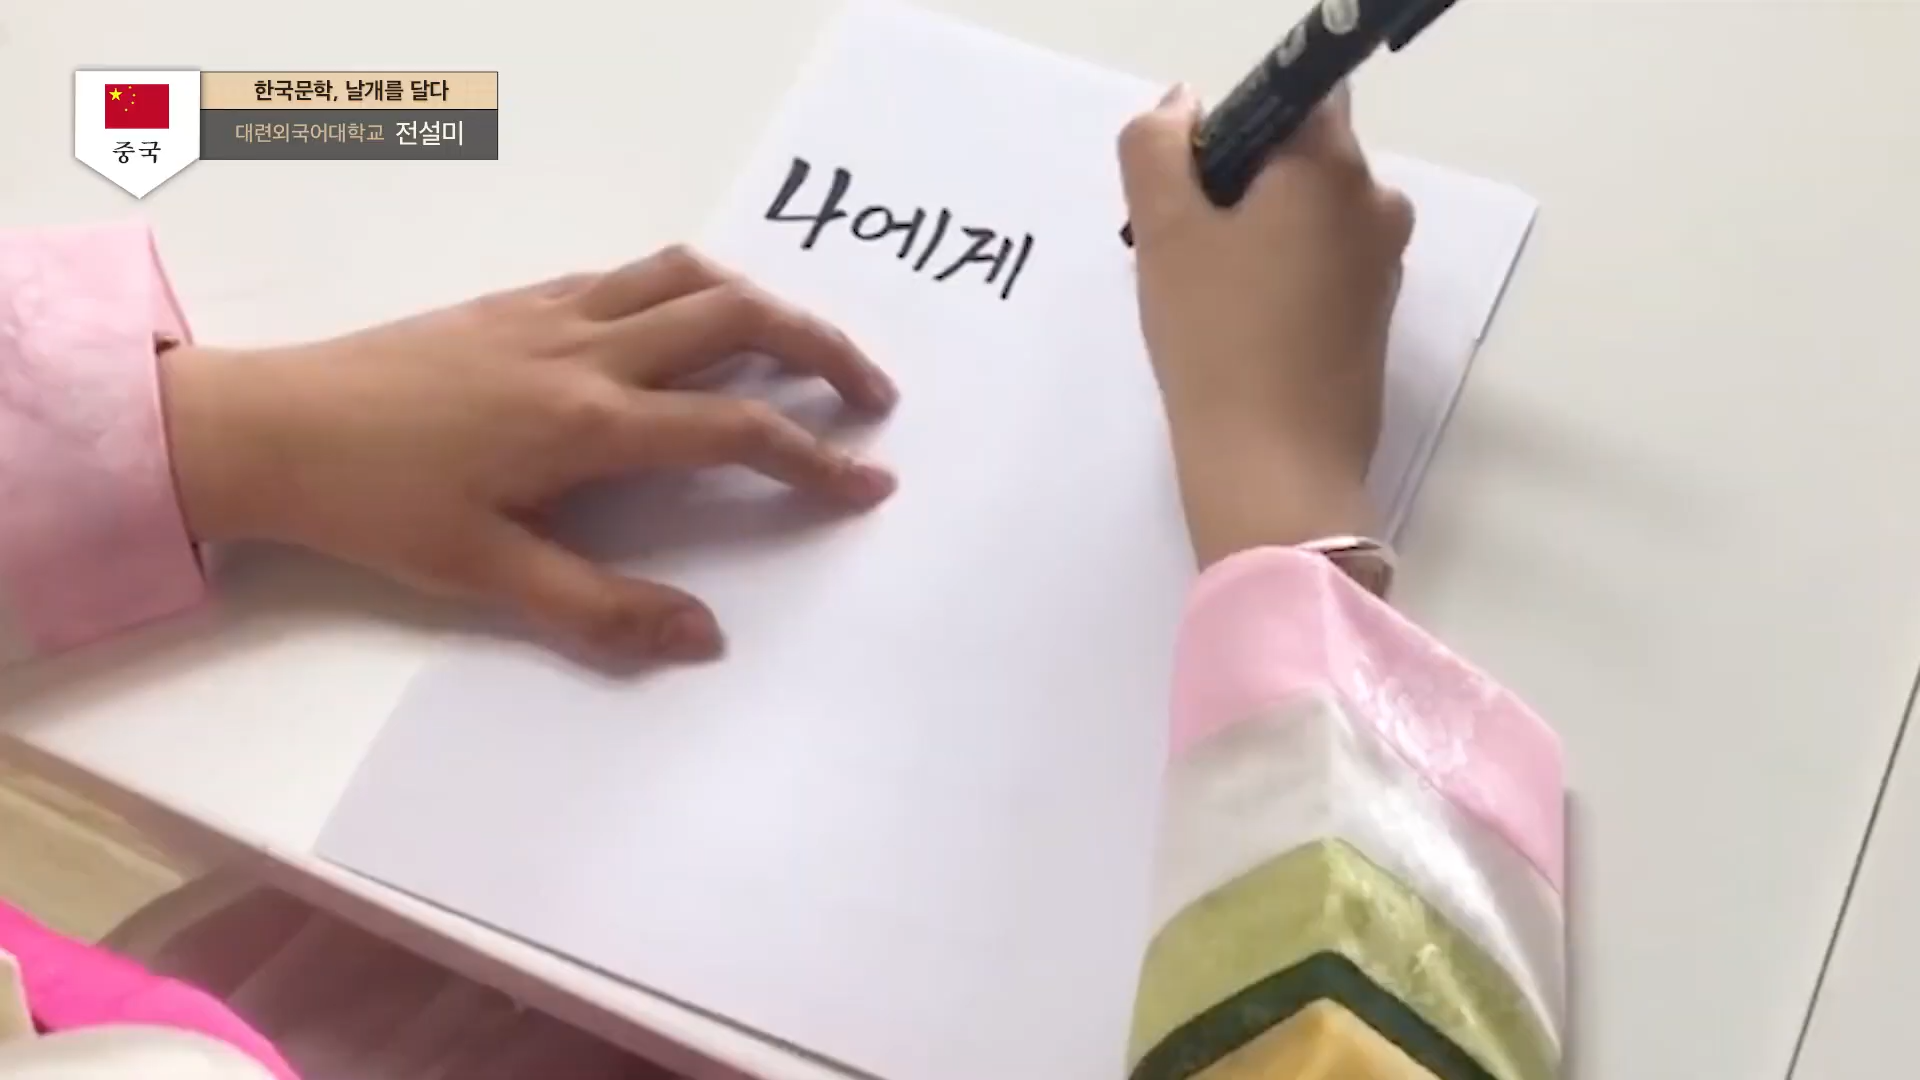 한국문학, 날개를 달다
대련외국어대학교 전설미
중국
나에게